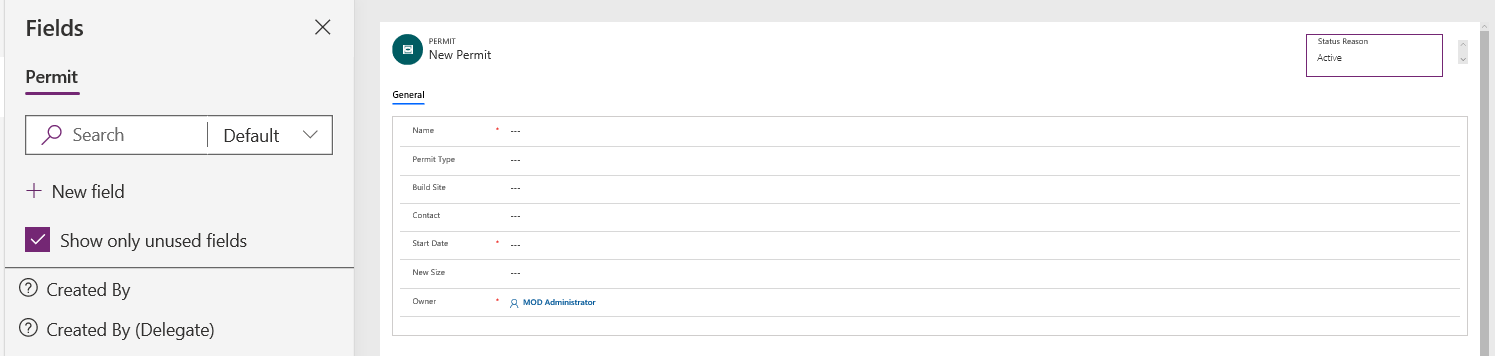 Fields
Permit
Search
Default
New field
Show only unused fields
Created By
Created By (Delegate)
PERMIT
New Permit
Status Reason
Active
General
Name * ---
Permit Type ---
Build Site ---
Contact ---
Start Date * ---
New Size ---
Owner * MOD Administrator